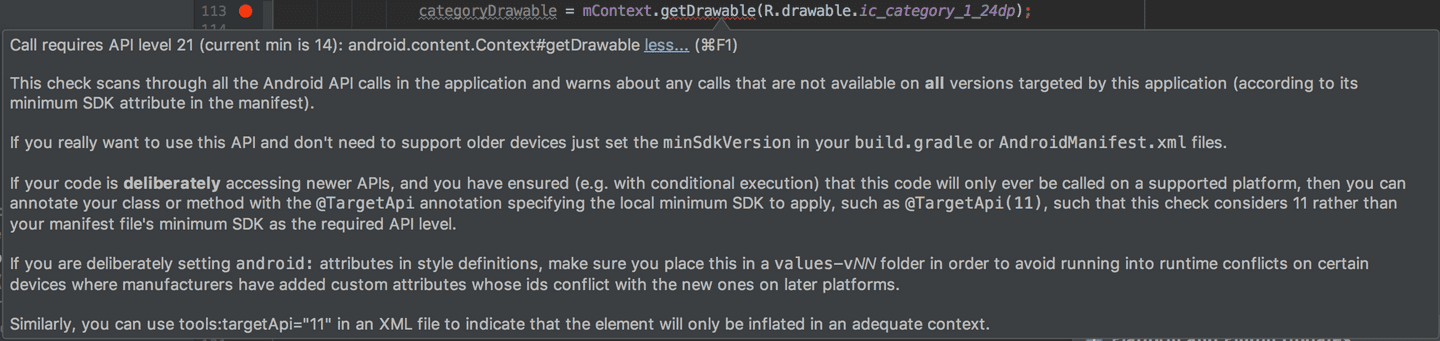 113 categoryDrawable = mContext.getDrawable(R.drawable.ic_category_1_24dp);
114
Call requires API level 21 (current min is 14): android.content.Context#getDrawable less... (⌘F1)
This check scans through all the Android API calls in the application and warns about any calls that are not available on all versions targeted by this application (according to its
minimum SDK attribute in the manifest).
If you really want to use this API and don't need to support older devices just set the minSdkVersion in your build.gradle or AndroidManifest.xml files.
If your code is deliberately accessing newer APIs, and you have ensured (e.g. with conditional execution) that this code will only ever be called on a supported platform, then you can
annotate your class or method with the @TargetApi annotation specifying the local minimum SDK to apply, such as @TargetApi(11), such that this check considers 11 rather than
your manifest file's minimum SDK as the required API level.
If you are deliberately setting android: attributes in style definitions, make sure you place this in a values-vNN folder in order to avoid running into runtime conflicts on certain
devices where manufacturers have added custom attributes whose ids conflict with the new ones on later platforms.
Similarly, you can use tools:targetApi="11" in an XML file to indicate that the element will only be inflated in an adequate context.